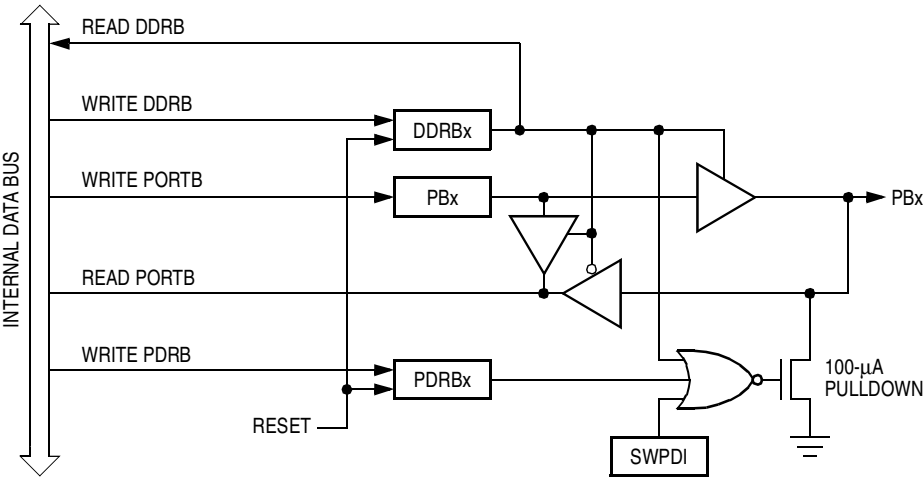 READ DDRB
WRITE DDRB
DDRBx
WRITE PORTB
PBx
PBx
INTERNAL DATA BUS
READ PORTB
WRITE PDRB
PDRBx
100-μA
PULLDOWN
RESET
SWPDI